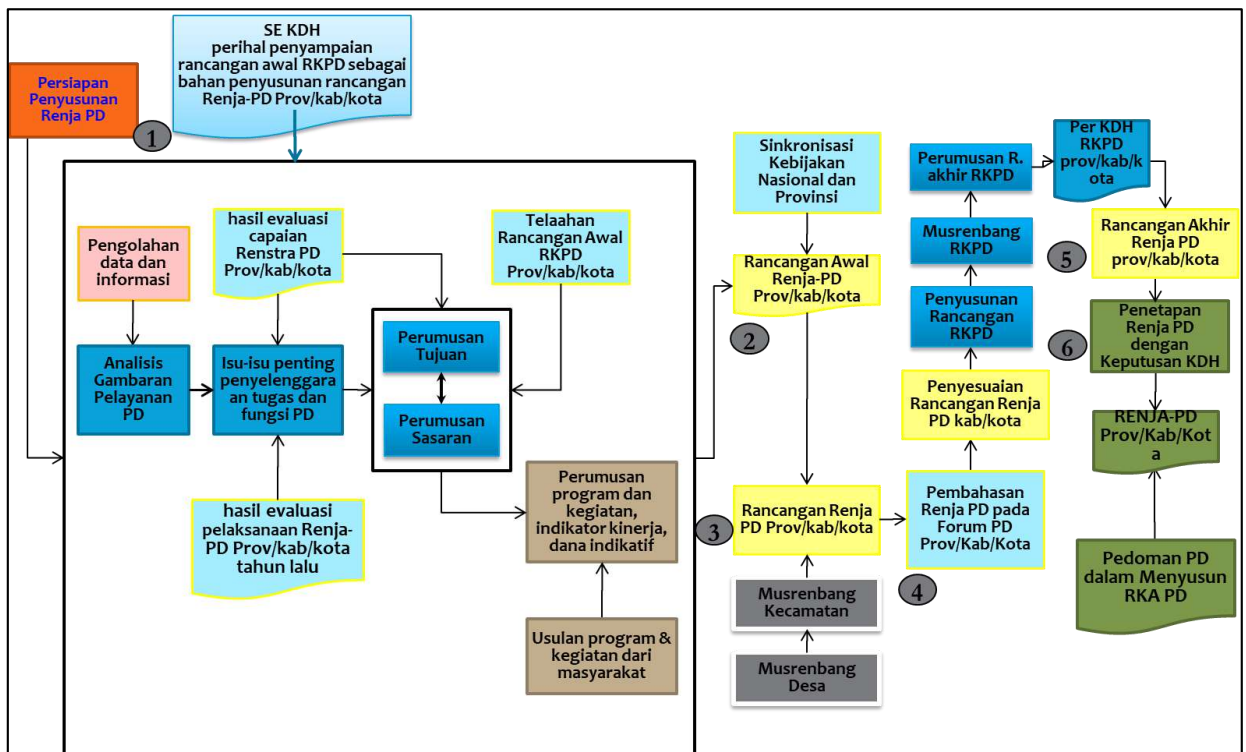 SE KDH
perihal penyampaian
rancangan awal RKPD sebagai
bahan penyusunan rancangan
Renja-PD Prov/kab/kota
Persiapan
Penyusunan
Renja PD
1
Pengolahan
data dan
informasi
hasil evaluasi
capaian
Renstra PD
Prov/kab/kota
Telaahan
Rancangan Awal
RKPD
Prov/kab/kota
Analisis
Gambaran
Pelayanan
PD
Isu-isu penting
penyelenggara
an tugas dan
fungsi PD
Perumusan
Tujuan
Perumusan
Sasaran
hasil evaluasi
pelaksanaan Renja-
PD Prov/kab/kota
tahun lalu
Perumusan
program dan
kegiatan,
indikator kinerja,
dana indikatif
Usulan program &
kegiatan dari
masyarakat
Sinkronisasi
Kebijakan
Nasional dan
Provinsi
Rancangan Awal
Renja-PD
Prov/kab/kota
2
Rancangan Renja
PD Prov/kab/kota
3
Musrenbang
Kecamatan
Musrenbang
Desa
Pembahasan
Renja PD pada
Forum PD
Prov/Kab/Kota
4
Penyesuaian
Rancangan Renja
PD kab/kota
Penyusunan
Rancangan
RKPD
Musrenbang
RKPD
Perumusan R.
akhir RKPD
Per KDH
RKPD
prov/kab/k
ota
Rancangan Akhir
Renja PD
prov/kab/kota
5
Penetapan
Renja PD
dengan
Keputusan KDH
6
RENJA-PD
Prov/Kab/Kot
a
Pedoman PD
dalam Menyusun
RKA PD